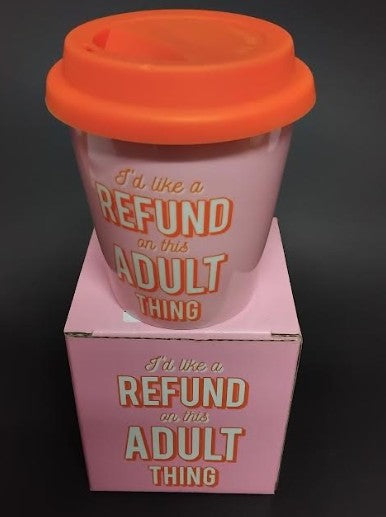 I'd like a
REFUND
on this
ADULT
THING
I'd like a
REFUND
on this
ADULT
THING